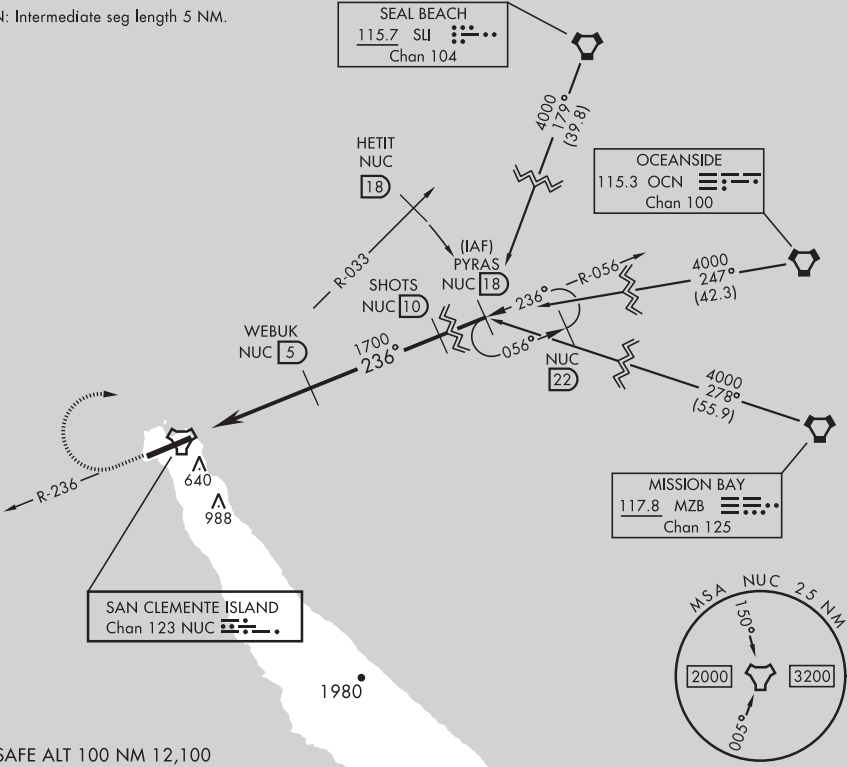 N: Intermediate seg length 5 NM.
SEAL BEACH
115.7 SLI
Chan 104
4000
179°
(39.8)
HETIT
NUC
18
OCEANSIDE
115.3 OCN
Chan 100
R-033
(IAF)
PYRAS
NUC 18
236°
R-056
4000
247°
(42.3)
SHOTS
NUC 10
WEBUK
NUC 5
1700
236°
056°
NUC
22
4000
278°
(55.9)
R-236
640
988
MISSION BAY
117.8 MZB
Chan 125
SAN CLEMENTE ISLAND
Chan 123 NUC
MSA NUC 25 NM
150°
2000
3200
005°
1980
SAFE ALT 100 NM 12,100